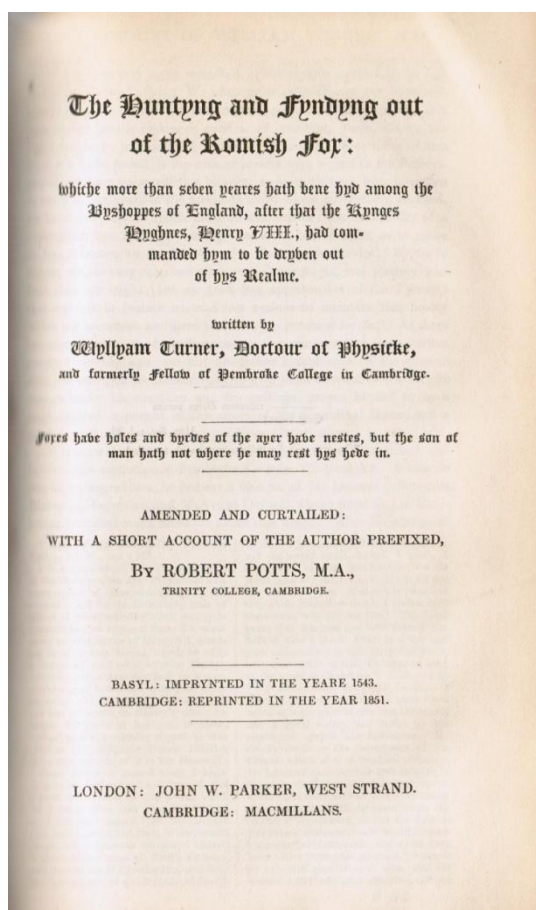 The Huntyng and Fyndyng out
of the Romish Fox:
whiche more than seven yeares hath bene hyd among the
Byshoppes of England, after that the Kynges
Hyghnes, Henry VIII., had com-
manded hym to be dryven out
of hys Realme.
written by
Wyllyam Turner, Doctour of Physicke,
and formerly Fellow of Pembroke College in Cambridge.
Foxes have holes and byrdes of the ayer have nestes, but the son of
man hath not where he may rest hys hede in.
AMENDED AND CURTAILED:
WITH A SHORT ACCOUNT OF THE AUTHOR PREFIXED,
BY ROBERT POTTS, M.A.,
TRINITY COLLEGE, CAMBRIDGE.
BASYL: IMPRYNTED IN THE YEARE 1543.
CAMBRIDGE: REPRINTED IN THE YEAR 1851.
LONDON: JOHN W. PARKER, WEST STRAND.
CAMBRIDGE: MACMILLANS.